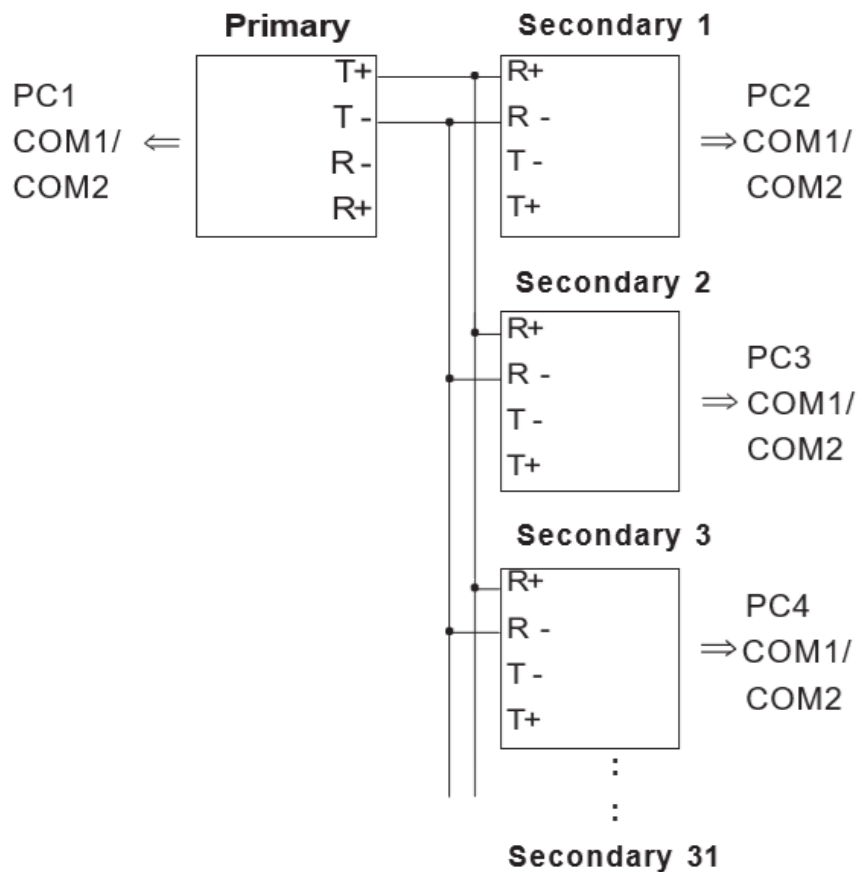 Primary
PC1
COM1/
COM2
⇐
T+
T -
R -
R+
Secondary 1
R+
R -
T -
T+
⇒
PC2
COM1/
COM2
Secondary 2
R+
R -
T -
T+
⇒
PC3
COM1/
COM2
Secondary 3
R+
R -
T -
T+
⇒
PC4
COM1/
COM2
:
:
Secondary 31